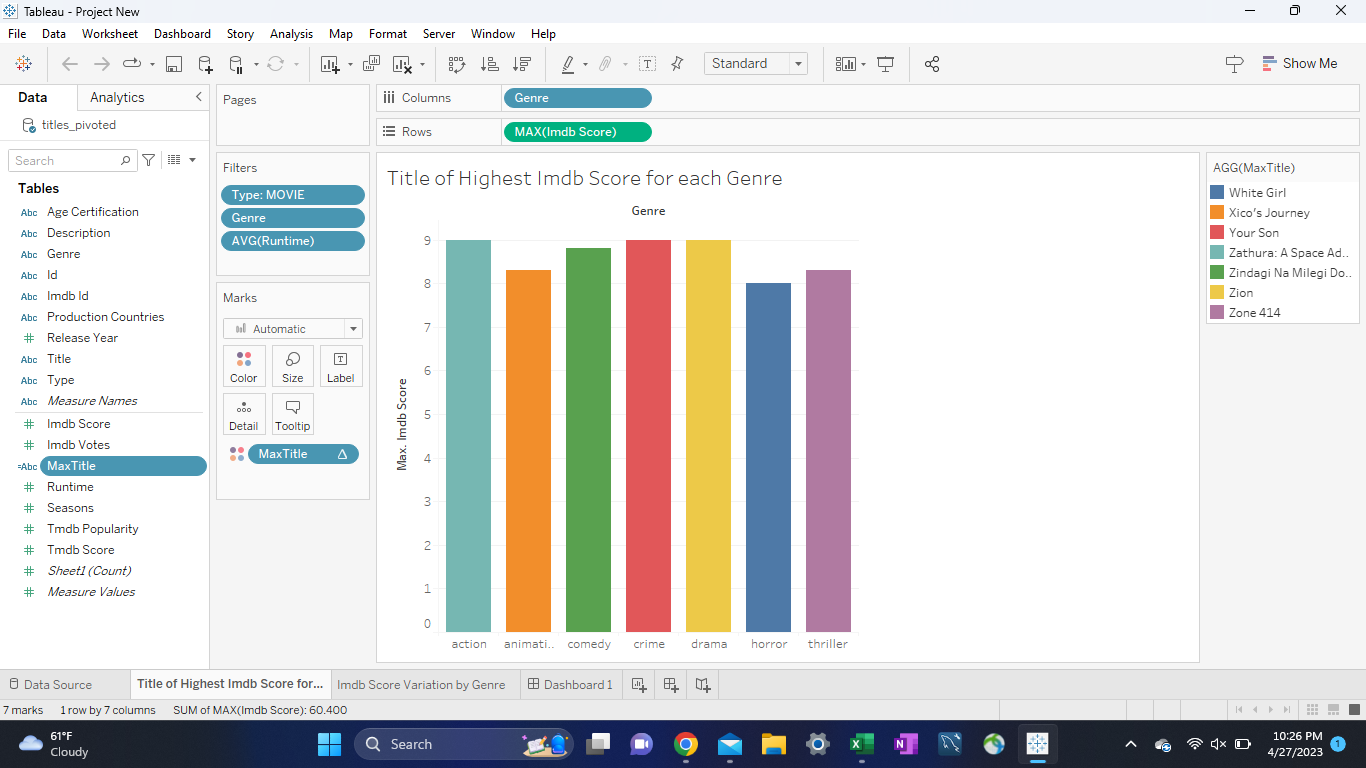 Tableau - Project New
File Data Worksheet Dashboard Story Analysis Map Format Server Window Help
Standard
Show Me
Data Analytics
titles_pivoted
Search
Tables
Abc Age Certification
Abc Description
Abc Genre
Abc Id
Abc Imdb Id
Abc Production Countries
# Release Year
Abc Title
Abc Type
Abc Measure Names
# Imdb Score
# Imdb Votes
=Abc MaxTitle
# Runtime
# Seasons
# Tmdb Popularity
# Tmdb Score
# Sheet1 (Count)
# Measure Values
Pages
Filters
Type: MOVIE
Genre
AVG(Runtime)
Marks
Automatic
Color Size Label
Detail Tooltip
MaxTitle Δ
Columns Genre
Rows MAX(Imdb Score)
Title of Highest Imdb Score for each Genre
Genre
Max. Imdb Score
9
8
7
6
5
4
3
2
1
0
action animati.. comedy crime drama horror thriller
AGG(MaxTitle)
White Girl
Xico's Journey
Your Son
Zathura: A Space Ad..
Zindagi Na Milegi Do..
Zion
Zone 414
Data Source Title of Highest Imdb Score for... Imdb Score Variation by Genre Dashboard 1
7 marks 1 row by 7 columns SUM of MAX(Imdb Score): 60.400
61°F
Cloudy
Search
10:26 PM
4/27/2023
1